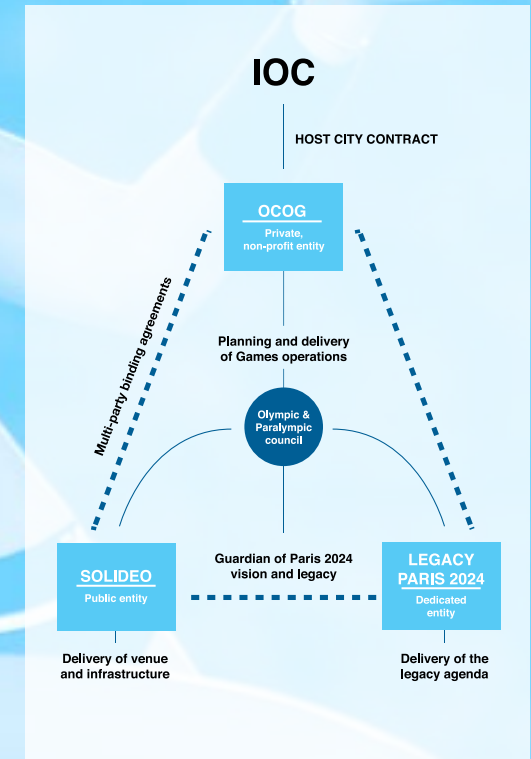 IOC
HOST CITY CONTRACT
OCOG
Private,
non-profit entity
Multi-party binding agreements
Planning and delivery
of Games operations
Olympic &
Paralympic
council
Guardian of Paris 2024
vision and legacy
SOLIDEO
Public entity
Delivery of venue
and infrastructure
LEGACY
PARIS 2024
Dedicated
entity
Delivery of the
legacy agenda